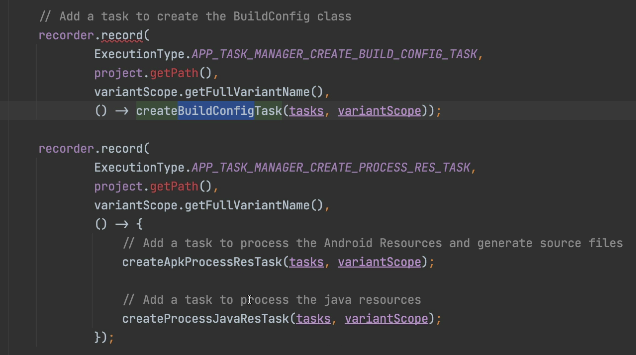 // Add a task to create the BuildConfig class
recorder.record(
ExecutionType.APP_TASK_MANAGER_CREATE_BUILD_CONFIG_TASK,
project.getPath(),
variantScope.getFullVariantName(),
() -> createBuildConfigTask(tasks, variantScope));
recorder.record(
ExecutionType.APP_TASK_MANAGER_CREATE_PROCESS_RES_TASK,
project.getPath(),
variantScope.getFullVariantName(),
() -> {
// Add a task to process the Android Resources and generate source files
createApkProcessResTask(tasks, variantScope);
// Add a task to process the java resources
createProcessJavaResTask(tasks, variantScope);
});